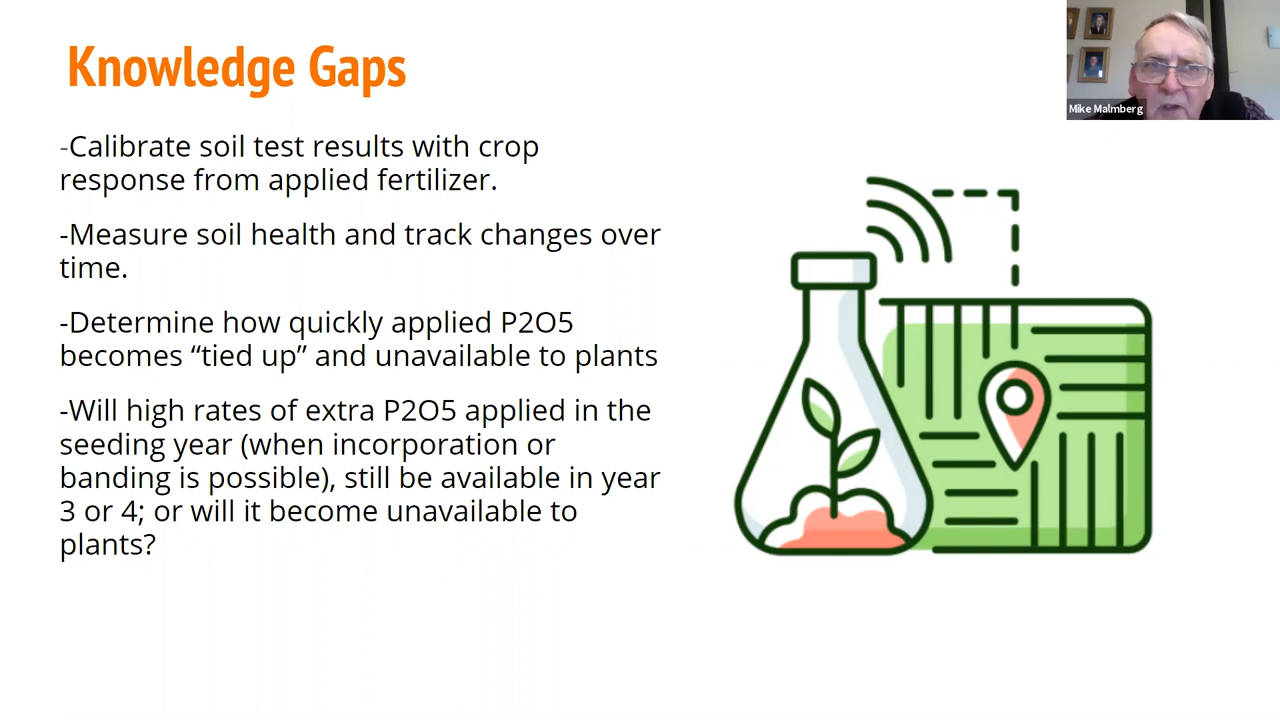 Knowledge Gaps
Mike Malmberg
-Calibrate soil test results with crop
response from applied fertilizer.
-Measure soil health and track changes over
time.
-Determine how quickly applied P2O5
becomes “tied up” and unavailable to plants
-Will high rates of extra P2O5 applied in the
seeding year (when incorporation or
banding is possible), still be available in year
3 or 4; or will it become unavailable to
plants?